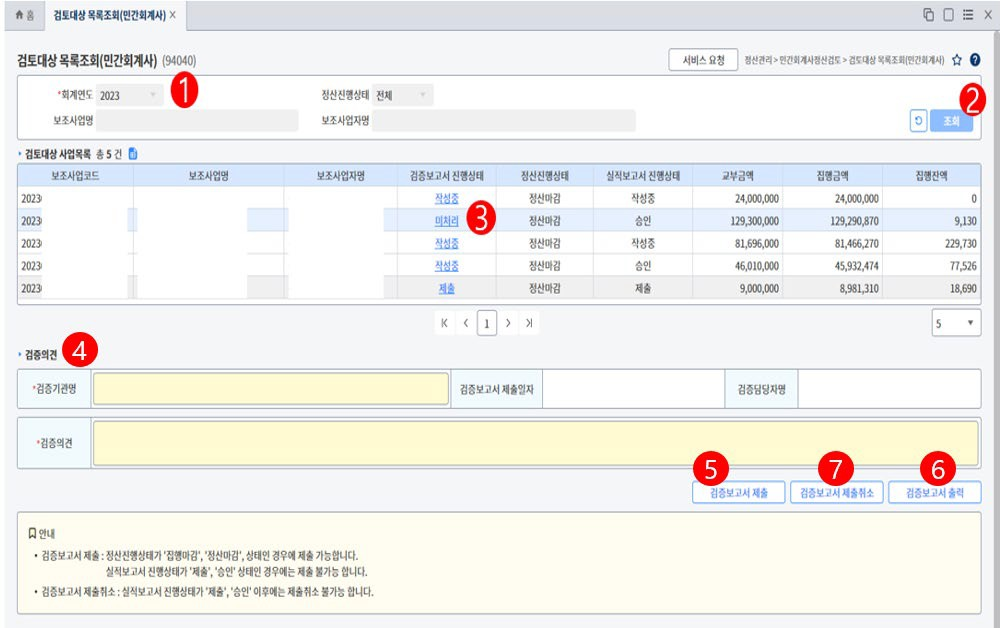 홈 검토대상 목록조회(민간회계사) X
검토대상 목록조회(민간회계사) (94040) 서비스 요청 정산관리 > 민간회계사정산검토 > 검토대상 목록조회(민간회계사)
*회계연도 2023 1 정산진행상태 전체 2
보조사업명 보조사업자명 조회
검토대상 사업목록 총 5 건
보조사업코드 보조사업명 보조사업자명 검증보고서 진행상태 정산진행상태 실적보고서 진행상태 교부금액 집행금액 집행잔액
2023 작성중 정산마감 작성중 24,000,000 24,000,000 0
2023 미처리 3 정산마감 승인 129,300,000 129,290,870 9,130
2023 작성중 정산마감 작성중 81,696,000 81,466,270 229,730
2023 작성중 정산마감 승인 46,010,000 45,932,474 77,526
2023 제출 정산마감 제출 9,000,000 8,981,310 18,690
1 5
검증의견 4
*검증기관명 검증보고서 제출일자 검증담당자명
*검증의견
5 7 6
검증보고서 제출 검증보고서 제출취소 검증보고서 출력
안내
• 검증보고서 제출 : 정산진행상태가 '집행마감', '정산마감', 상태인 경우에 제출 가능합니다.
실적보고서 진행상태가 '제출', '승인' 상태인 경우에는 제출 불가능 합니다.
• 검증보고서 제출취소 : 실적보고서 진행상태가 '제출', '승인' 이후에는 제출취소 불가능 합니다.